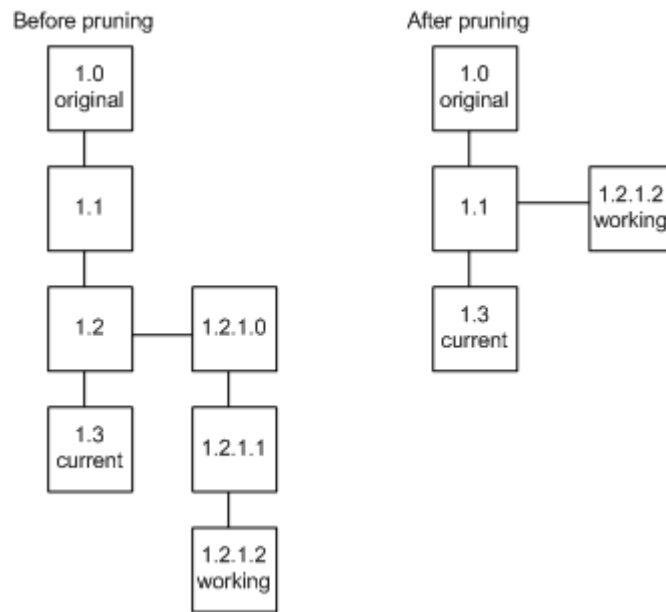 Before pruning
1.0
original
1.1
1.2
1.2.1.0
1.3
current
1.2.1.1
1.2.1.2
working
After pruning
1.0
original
1.1
1.2.1.2
working
1.3
current